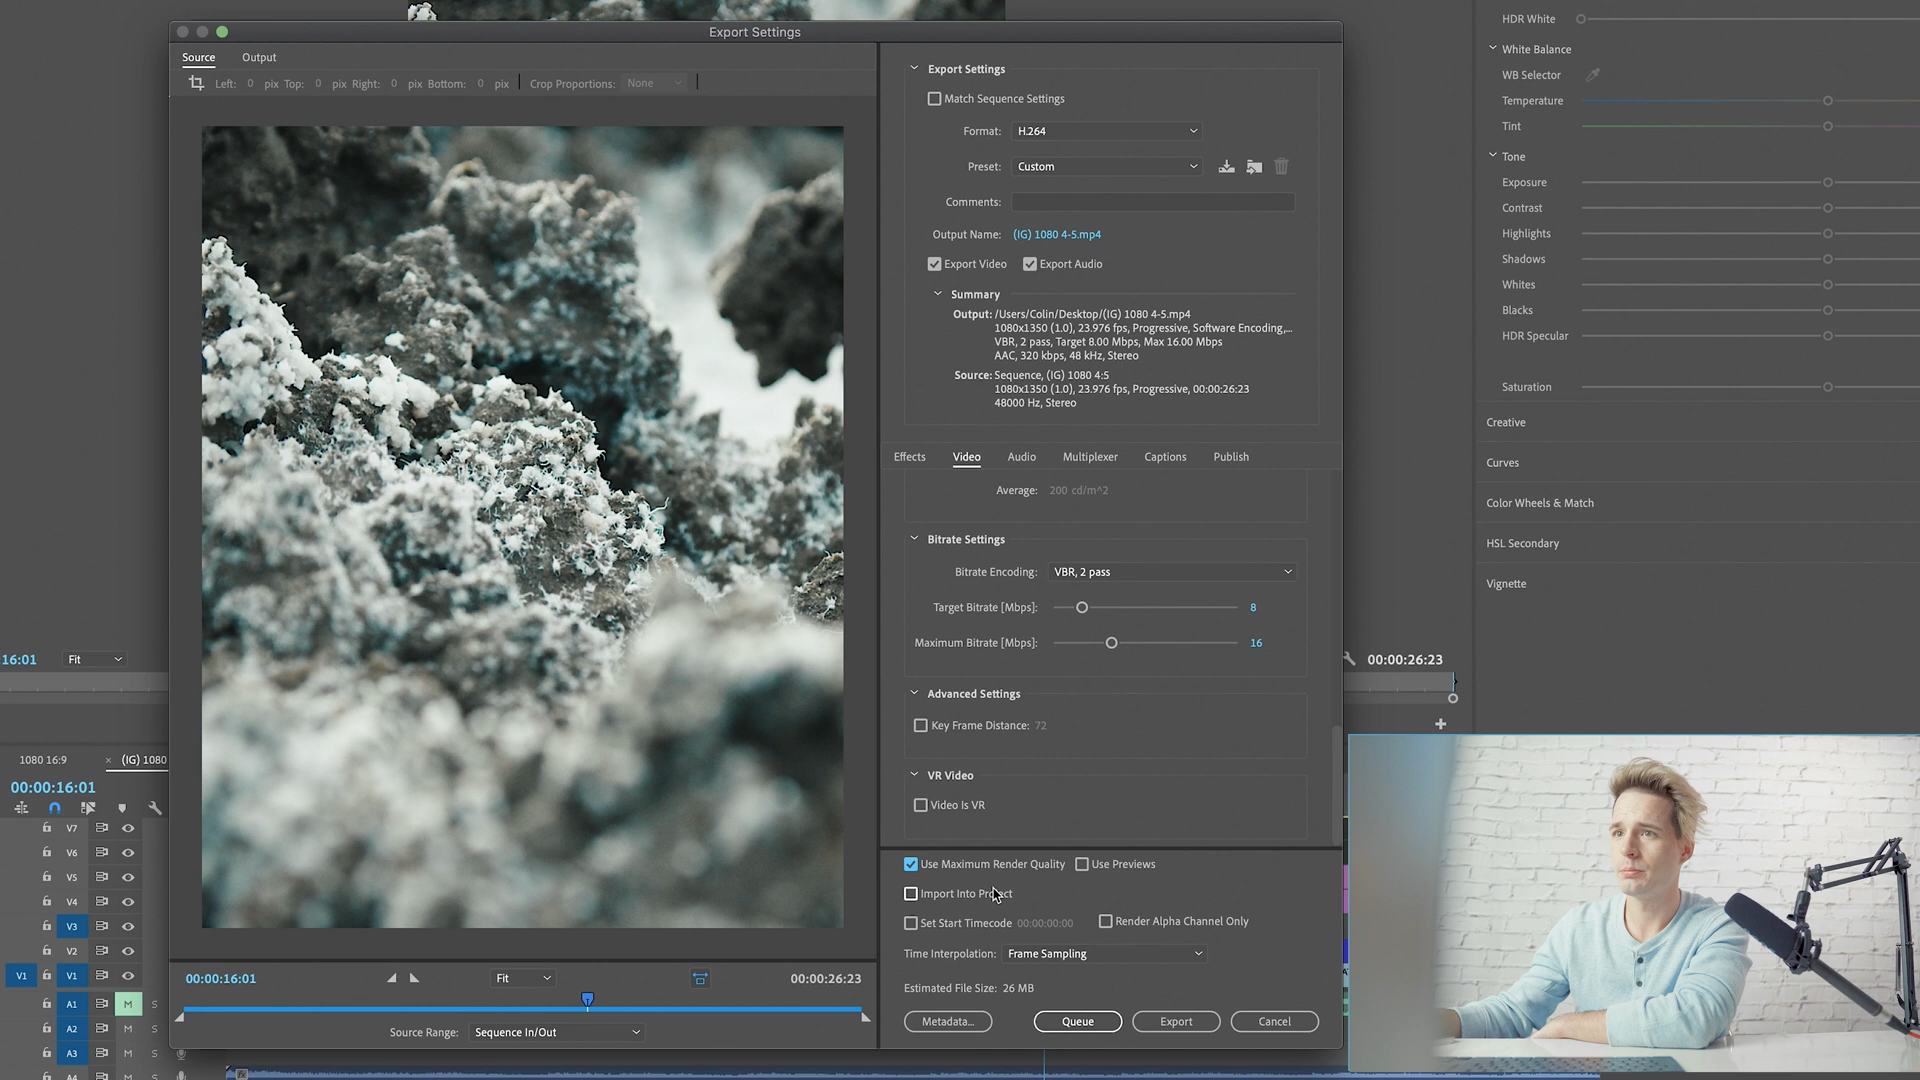 Export Settings
Source Output
Left: 0 pix Top: 0 pix Right: 0 pix Bottom: 0 pix Crop Proportions: None
Export Settings
Match Sequence Settings
Format: H.264
Preset: Custom
Comments:
Output Name: (IG) 1080 4-5.mp4
Export Video Export Audio
Summary
Output: /Users/Colin/Desktop/(IG) 1080 4-5.mp4
1080x1350 (1.0), 23.976 fps, Progressive, Software Encoding,...
VBR, 2 pass, Target 8.00 Mbps, Max 16.00 Mbps
AAC, 320 kbps, 48 kHz, Stereo
Source: Sequence, (IG) 1080 4:5
1080x1350 (1.0), 23.976 fps, Progressive, 00:00:26:23
48000 Hz, Stereo
Effects Video Audio Multiplexer Captions Publish
Average: 200 cd/m^2
Bitrate Settings
Bitrate Encoding: VBR, 2 pass
Target Bitrate [Mbps]: 8
Maximum Bitrate [Mbps]: 16
Advanced Settings
Key Frame Distance: 72
VR Video
Video Is VR
Use Maximum Render Quality Use Previews
Import Into Project
Set Start Timecode 00:00:00:00 Render Alpha Channel Only
Time Interpolation: Frame Sampling
Estimated File Size: 26 MB
Metadata... Queue Export Cancel
00:00:16:01 Fit 00:00:26:23
Source Range: Sequence In/Out
HDR White
White Balance
WB Selector
Temperature
Tint
Tone
Exposure
Contrast
Highlights
Shadows
Whites
Blacks
HDR Specular
Saturation
Creative
Curves
Color Wheels & Match
HSL Secondary
Vignette
16:01 Fit
00:00:26:23
1080 16:9 × (IG) 1080
00:00:16:01
V7
V6
V5
V4
V3
V2
V1 V1
A1 M S
A2 M S
A3 M S
A4 M S
fx